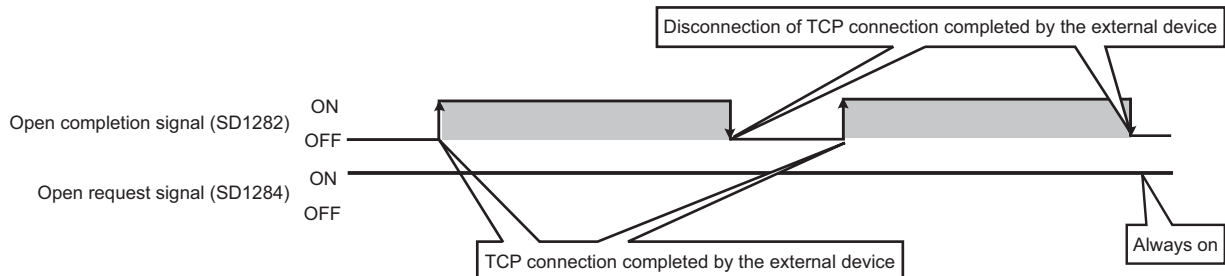 Disconnection of TCP connection completed by the external device
ON
Open completion signal (SD1282)
OFF
ON
Open request signal (SD1284)
OFF
Always on
TCP connection completed by the external device